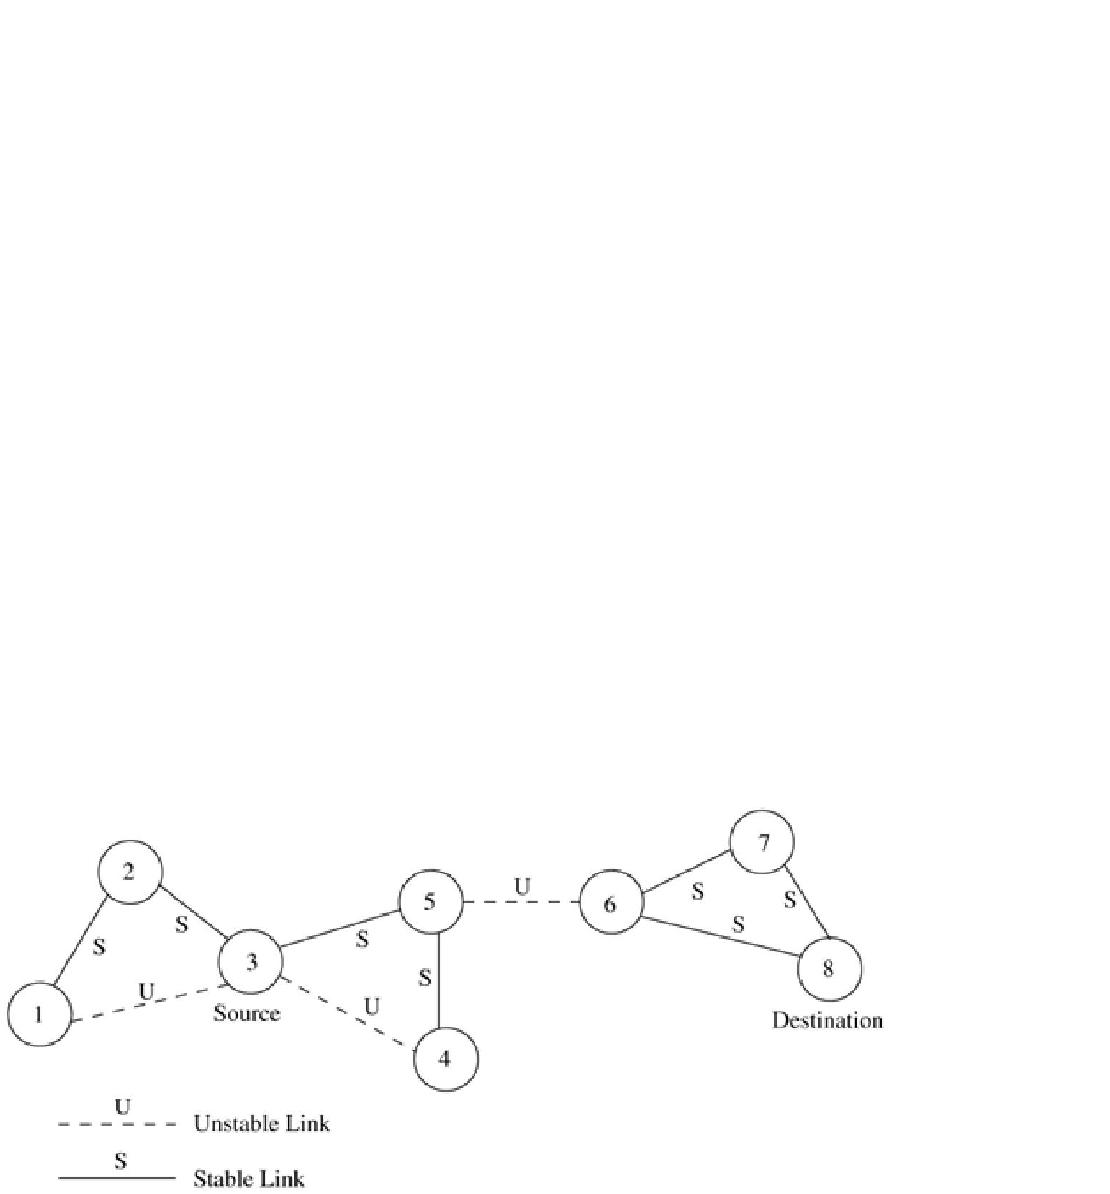 7
2
U
5
6
S
S
S
S
S
S
3
8
S
U
U
1
Source
Destination
4
U
Unstable Link
S
Stable Link